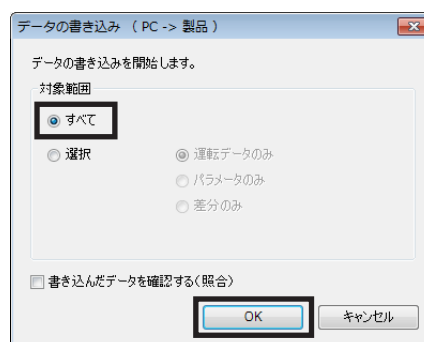 データの書き込み （ PC -> 製品 ）
データの書き込みを開始します。
対象範囲
すべて
選択
運転データのみ
パラメータのみ
差分のみ
書き込んだデータを確認する(照合)
OK
キャンセル